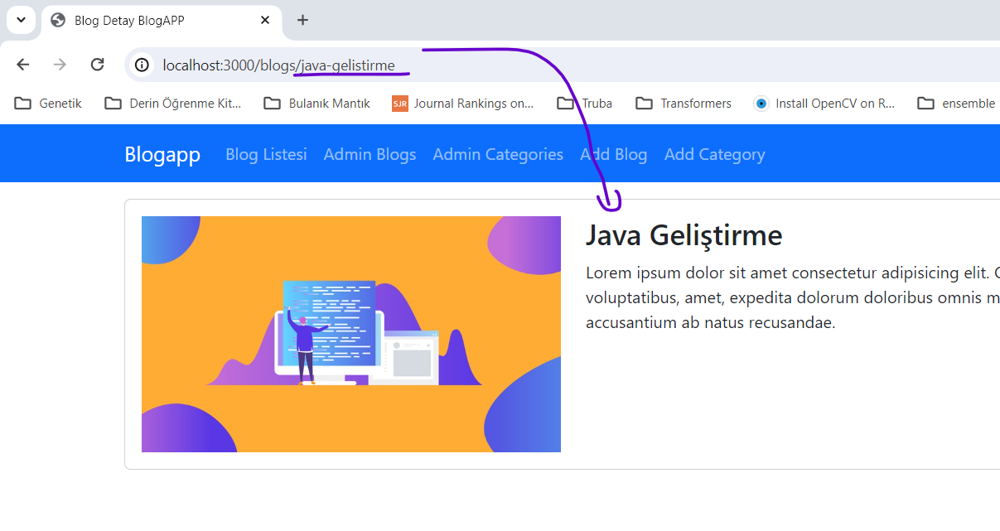 Blog Detay BlogAPP
localhost:3000/blogs/java-gelistirme
Genetik Derin Öğrenme Kit... Bulanık Mantık SJR Journal Rankings on... Truba Transformers Install OpenCV on R... ensemble
Blogapp Blog Listesi Admin Blogs Admin Categories Add Blog Add Category
Java Geliştirme
Lorem ipsum dolor sit amet consectetur adipisicing elit.
voluptatibus, amet, expedita dolorum doloribus omnis
accusantium ab natus recusandae.